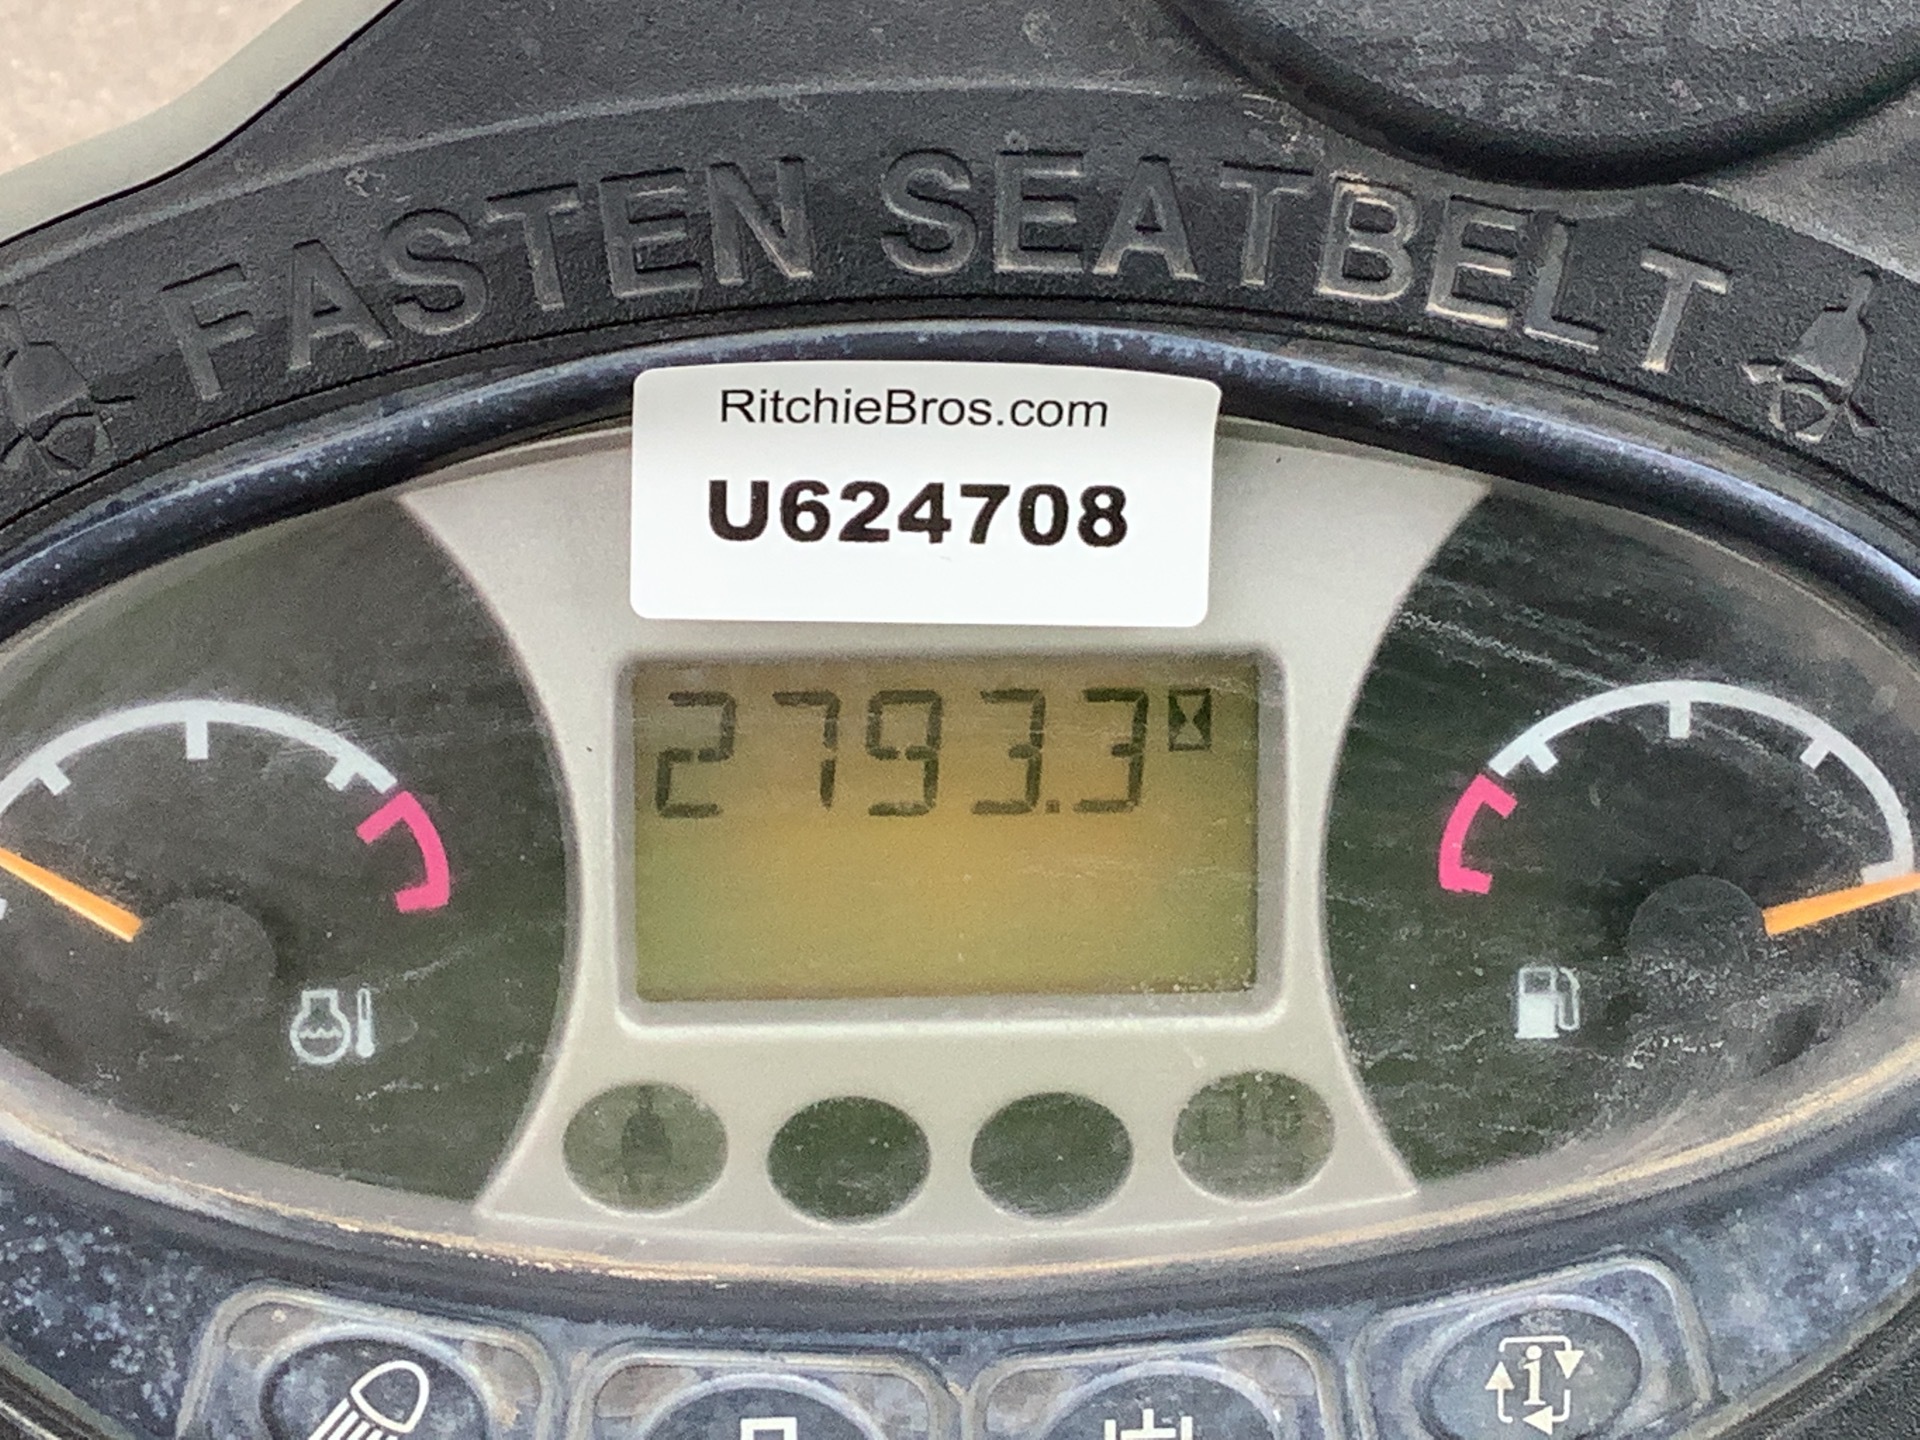 FASTEN SEATBELT
RitchieBros.com
U624708
2793.3
i